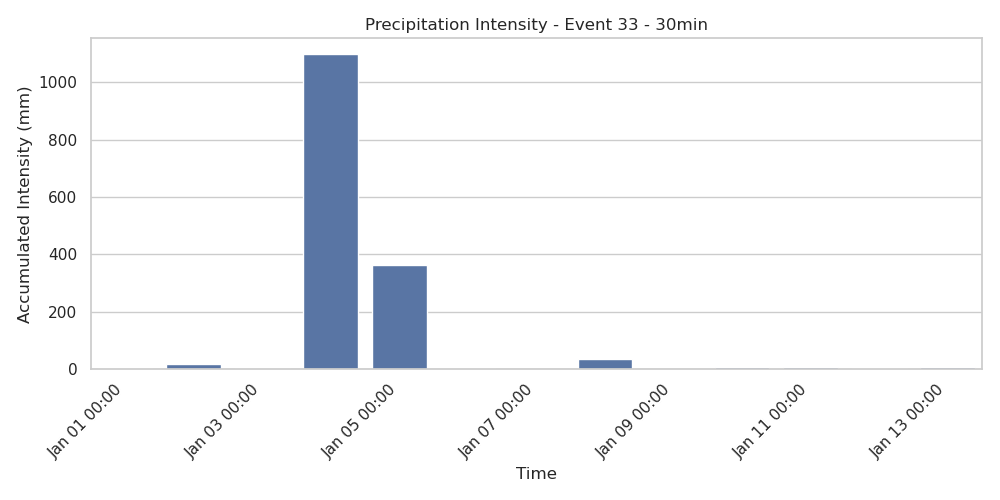 Precipitation Intensity - Event 33 - 30min
Accumulated Intensity (mm)
1000
800
600
400
200
0
Jan 01 00:00
Jan 03 00:00
Jan 05 00:00
Jan 07 00:00
Jan 09 00:00
Jan 11 00:00
Jan 13 00:00
Time